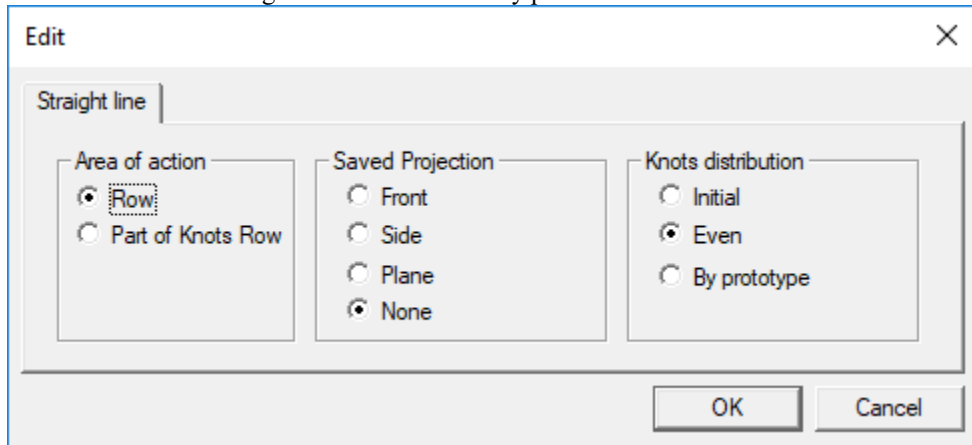 Edit
Straight line
Area of action
Row
Part of Knots Row
Saved Projection
Front
Side
Plane
None
Knots distribution
Initial
Even
By prototype
OK
Cancel